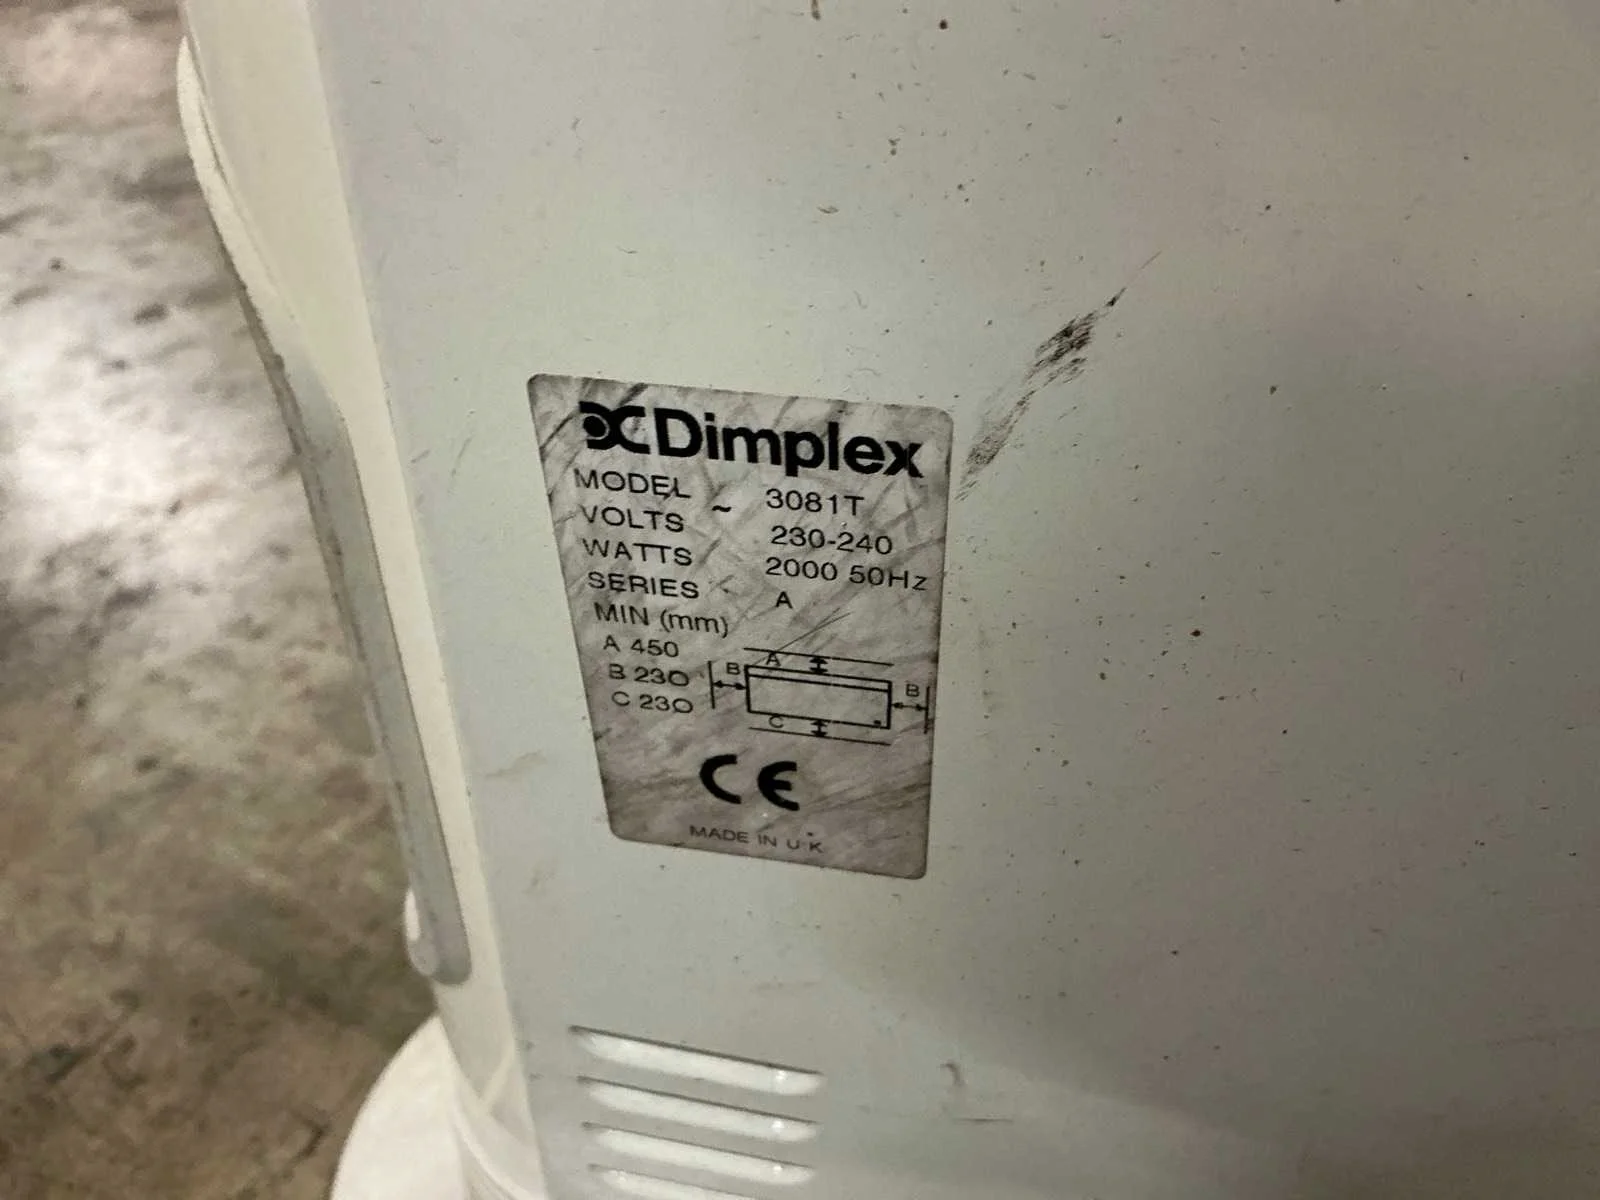 Dimplex
MODEL ~ 3081T
VOLTS 230-240
WATTS 2000 50Hz
SERIES A
MIN (mm)
A 450
B 230
C 230
B A B
C
CE
MADE IN U.K